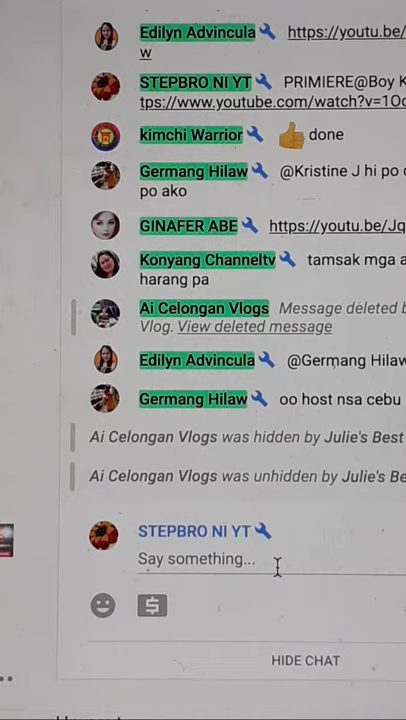 Edilyn Advincula https://youtu.be/
w
STEPBRO NI YT PRIMIERE@Boy K
tps://www.youtube.com/watch?v=1O
kimchi Warrior done
Germang Hilaw @Kristine J hi po
po ako
GINAFER ABE https://youtu.be/Jq
Konyang Channeltv tamsak mga a
harang pa
Ai Celongan Vlogs Message deleted b
Vlog. View deleted message
Edilyn Advincula @Germang Hilaw
Germang Hilaw oo host nsa cebu
Ai Celongan Vlogs was hidden by Julie's Best
Ai Celongan Vlogs was unhidden by Julie's Be
STEPBRO NI YT
Say something...
HIDE CHAT